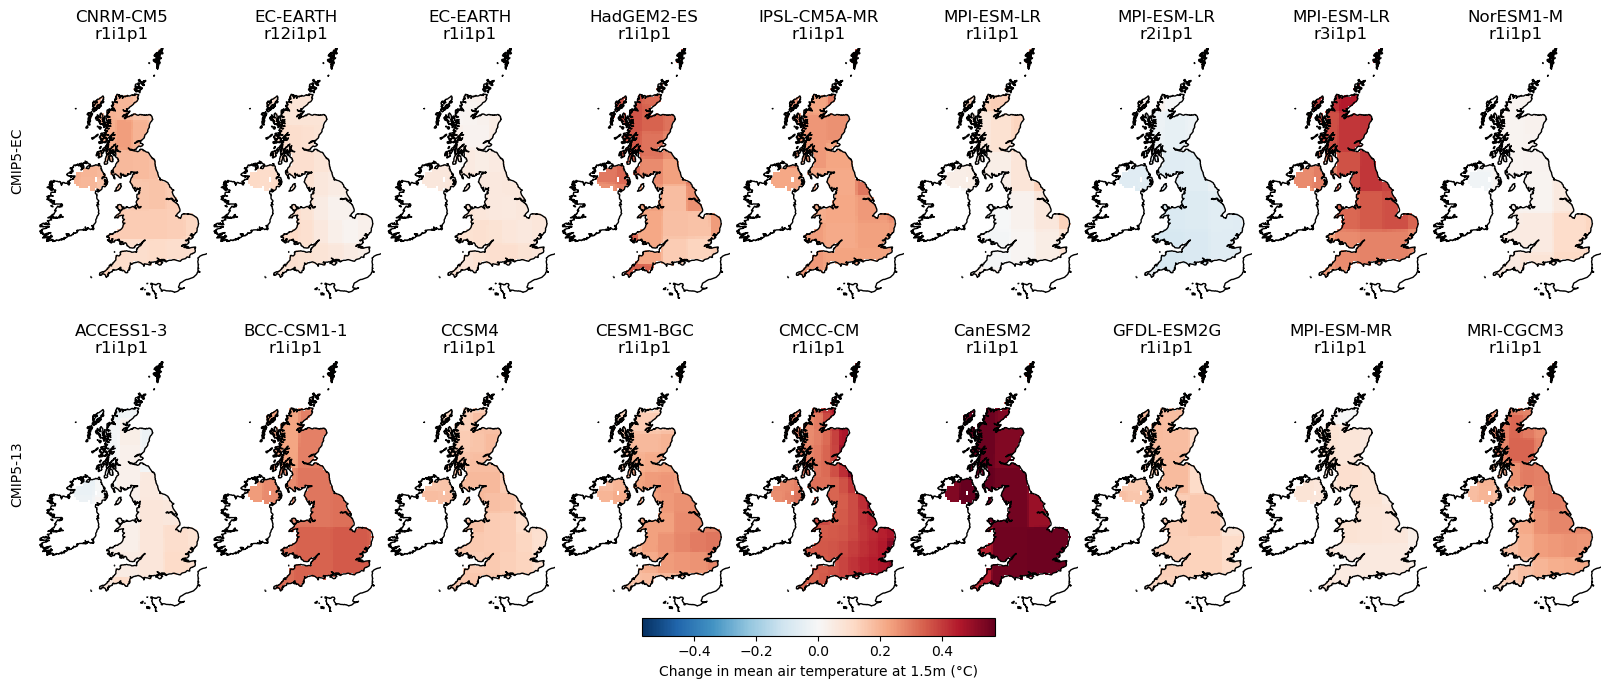 CNRM-CM5
r1i1p1
EC-EARTH
r12i1p1
EC-EARTH
r1i1p1
HadGEM2-ES
r1i1p1
IPSL-CM5A-MR
r1i1p1
MPI-ESM-LR
r1i1p1
MPI-ESM-LR
r2i1p1
MPI-ESM-LR
r3i1p1
NorESM1-M
r1i1p1
CMIP5-EC
ACCESS1-3
r1i1p1
BCC-CSM1-1
r1i1p1
CCSM4
r1i1p1
CESM1-BGC
r1i1p1
CMCC-CM
r1i1p1
CanESM2
r1i1p1
GFDL-ESM2G
r1i1p1
MPI-ESM-MR
r1i1p1
MRI-CGCM3
r1i1p1
CMIP5-13
−0.4 −0.2 0.0 0.2 0.4
Change in mean air temperature at 1.5m (°C)